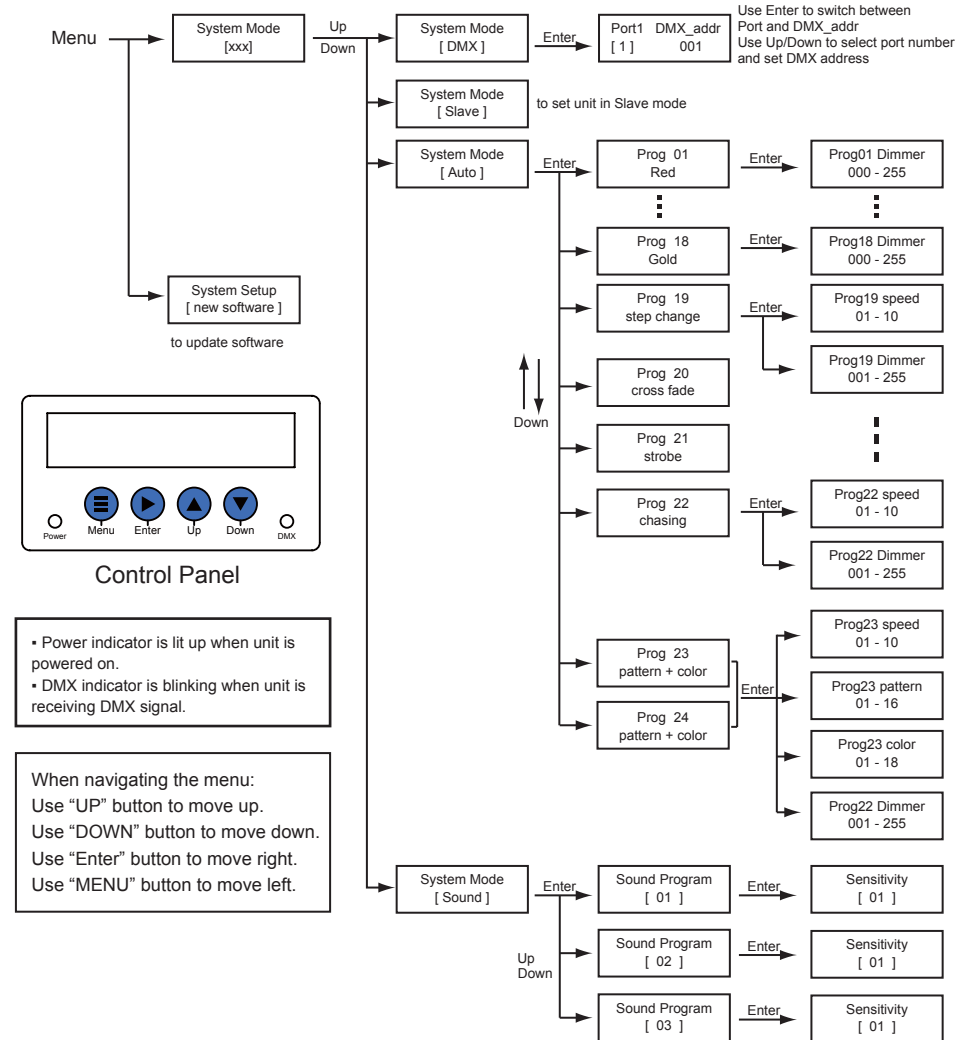 Menu
System Mode
[xxx]
Up
Down
System Mode
[ DMX ]
Enter
Port1 DMX_addr
[ 1 ] 001
Use Enter to switch between
Port and DMX_addr
Use Up/Down to select port number
and set DMX address
System Mode
[ Slave ]
to set unit in Slave mode
System Mode
[ Auto ]
Enter
Prog 01
Red
Enter
Prog01 Dimmer
000 - 255
Prog 18
Gold
Enter
Prog18 Dimmer
000 - 255
System Setup
[ new software ]
to update software
Prog 19
step change
Enter
Prog19 speed
01 - 10
Prog19 Dimmer
001 - 255
Down
Prog 20
cross fade
Prog 21
strobe
Prog 22
chasing
Enter
Prog22 speed
01 - 10
Prog22 Dimmer
001 - 255
Power
Menu
Enter
Up
Down
DMX
Control Panel
▪ Power indicator is lit up when unit is
powered on.
▪ DMX indicator is blinking when unit is
receiving DMX signal.
Prog 23
pattern + color
Prog 24
pattern + color
Enter
Prog23 speed
01 - 10
Prog23 pattern
01 - 16
Prog23 color
01 - 18
Prog22 Dimmer
001 - 255
When navigating the menu:
Use “UP” button to move up.
Use “DOWN” button to move down.
Use “Enter” button to move right.
Use “MENU” button to move left.
System Mode
[ Sound ]
Enter
Up
Down
Sound Program
[ 01 ]
Enter
Sensitivity
[ 01 ]
Sound Program
[ 02 ]
Enter
Sensitivity
[ 01 ]
Sound Program
[ 03 ]
Enter
Sensitivity
[ 01 ]